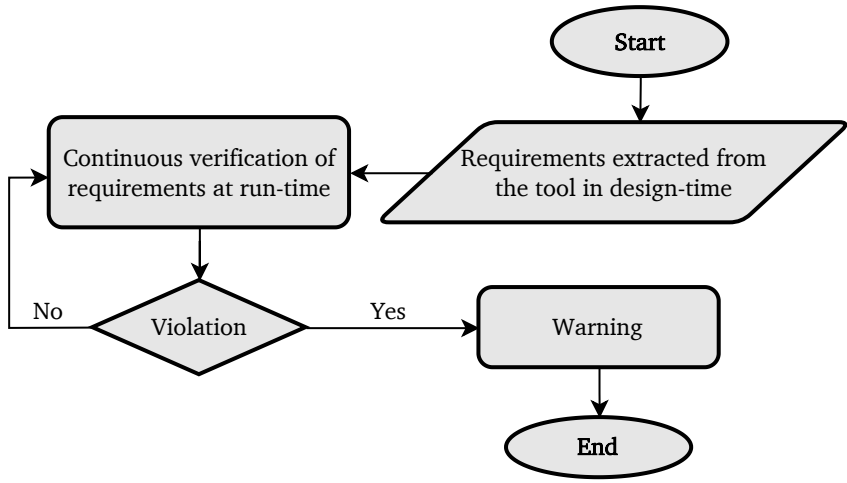 Start
Requirements extracted from
the tool in design-time
Continuous verification of
requirements at run-time
Violation
No
Yes
Warning
End